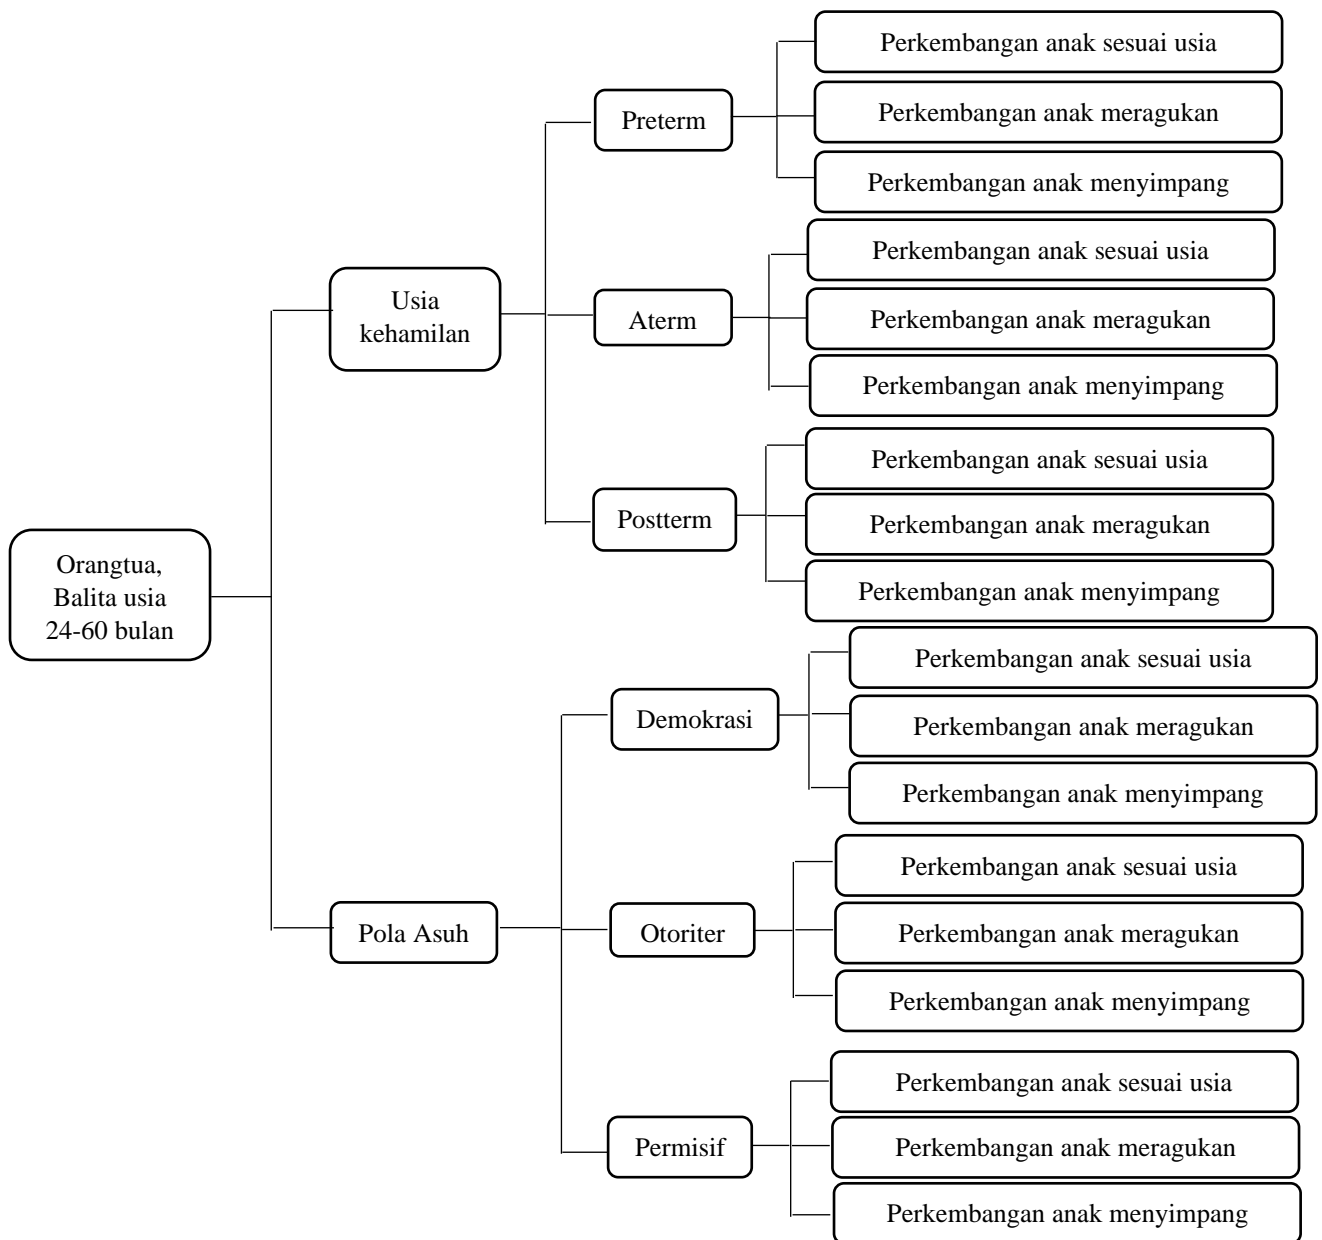 Perkembangan anak sesuai usia
Perkembangan anak meragukan
Preterm
Perkembangan anak menyimpang
Perkembangan anak sesuai usia
Usia
kehamilan
Aterm
Perkembangan anak meragukan
Perkembangan anak menyimpang
Perkembangan anak sesuai usia
Postterm
Perkembangan anak meragukan
Perkembangan anak menyimpang
Orangtua,
Balita usia
24-60 bulan
Perkembangan anak sesuai usia
Demokrasi
Perkembangan anak meragukan
Perkembangan anak menyimpang
Perkembangan anak sesuai usia
Pola Asuh
Otoriter
Perkembangan anak meragukan
Perkembangan anak menyimpang
Perkembangan anak sesuai usia
Permisif
Perkembangan anak meragukan
Perkembangan anak menyimpang